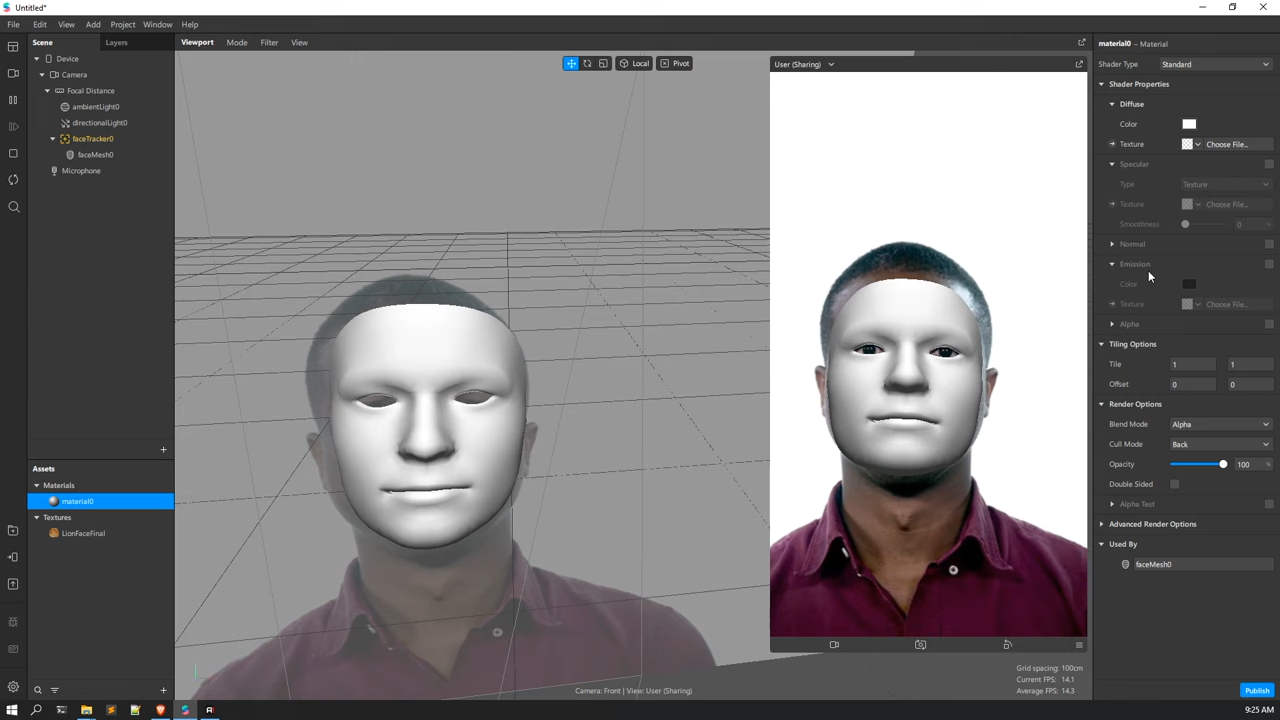 Untitled*
File Edit View Add Project Window Help
Scene Layers
Viewport Mode Filter View
material0 – Material
Device
Camera
Focal Distance
ambientLight0
directionalLight0
faceTracker0
faceMesh0
Microphone
Local Pivot
User (Sharing)
Shader Type Standard
Shader Properties
Diffuse
Color
Texture Choose File...
Specular
Type Texture
Texture Choose File...
Smoothness 0 %
Normal
Emission
Color
Texture Choose File...
Alpha
Tiling Options
Tile 1 1
Offset 0 0
Render Options
Blend Mode Alpha
Cull Mode Back
Opacity 100 %
Double Sided
Alpha Test
Advanced Render Options
Used By
faceMesh0
Assets
Materials
material0
Textures
LionFaceFinal
Camera: Front | View: User (Sharing)
Grid spacing: 100cm
Current FPS: 14.1
Average FPS: 14.3
Publish
9:25 AM